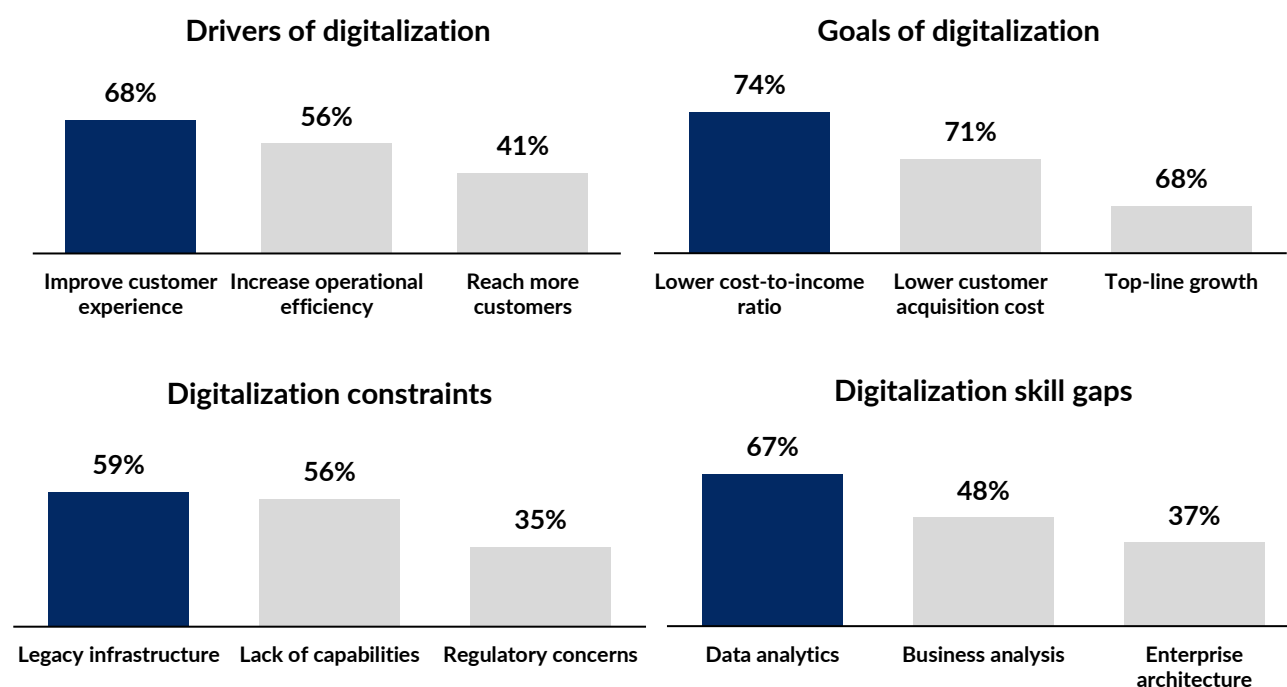 Drivers of digitalization
68%
56%
41%
Improve customer
experience
Increase operational
efficiency
Reach more
customers
Goals of digitalization
74%
71%
68%
Lower cost-to-income
ratio
Lower customer
acquisition cost
Top-line growth
Digitalization constraints
59%
56%
35%
Legacy infrastructure
Lack of capabilities
Regulatory concerns
Digitalization skill gaps
67%
48%
37%
Data analytics
Business analysis
Enterprise
architecture